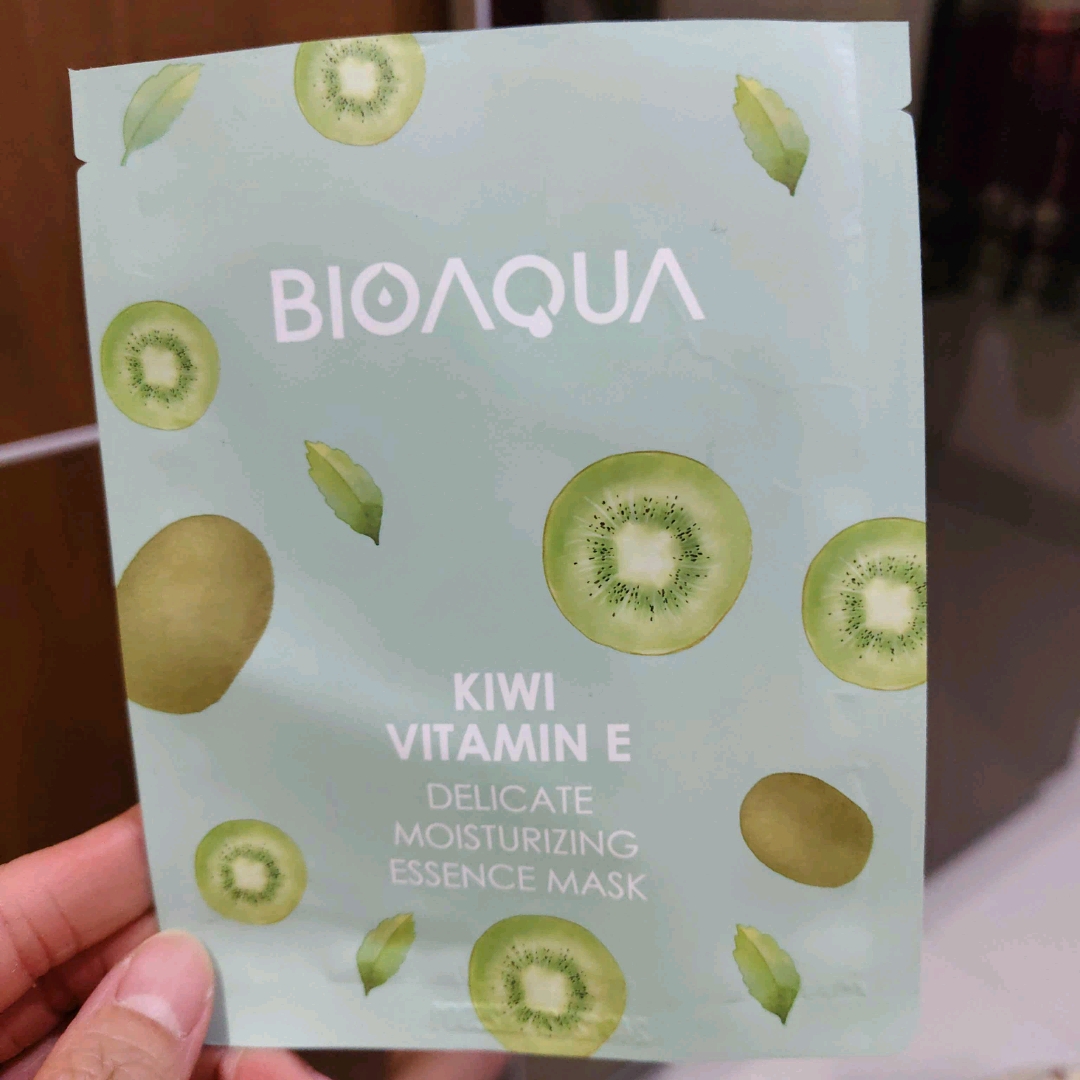 BIOAQUA
KIWI
VITAMIN E
DELICATE
MOISTURIZING
ESSENCE MASK